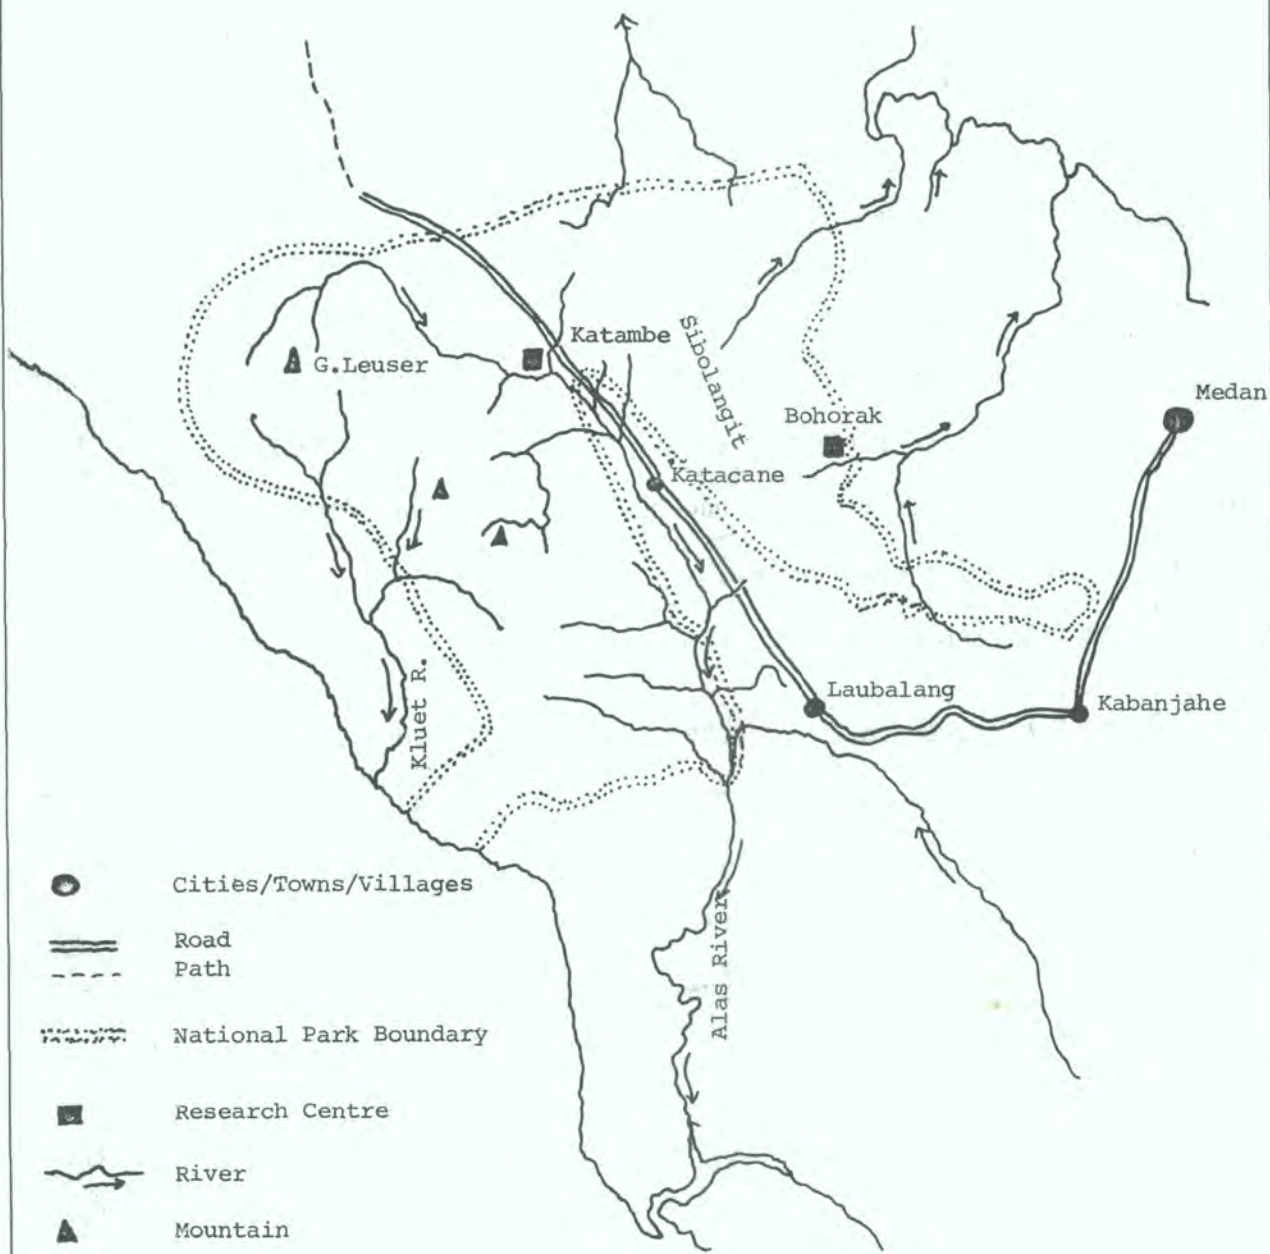 Katambe
Sibolangit
G.Leuser
Medan
Bohorak
Katacane
Kluet R.
Laubalang
Kabanjahe
Alas River
Cities/Towns/Villages
Road
Path
National Park Boundary
Research Centre
River
Mountain